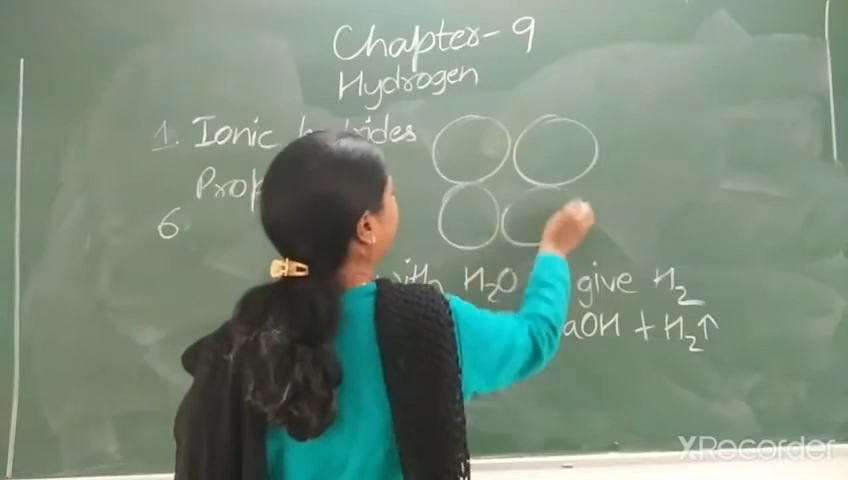 Chapter-9
Hydrogen
1. Ionic hydrides
Prop
6.
with H₂O give H₂
aOH + H₂↑
XRecorder